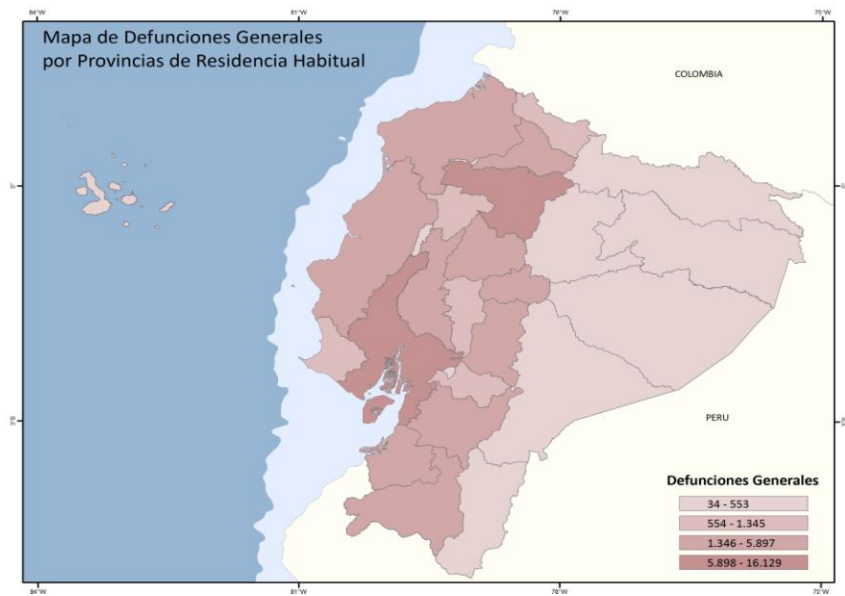 84°W
81°W
78°W
75°W
Mapa de Defunciones Generales
por Provincias de Residencia Habitual
COLOMBIA
PERU
Defunciones Generales
34 - 553
554 - 1.345
1.346 - 5.897
5.898 - 16.129
84°W
81°W
78°W
75°W